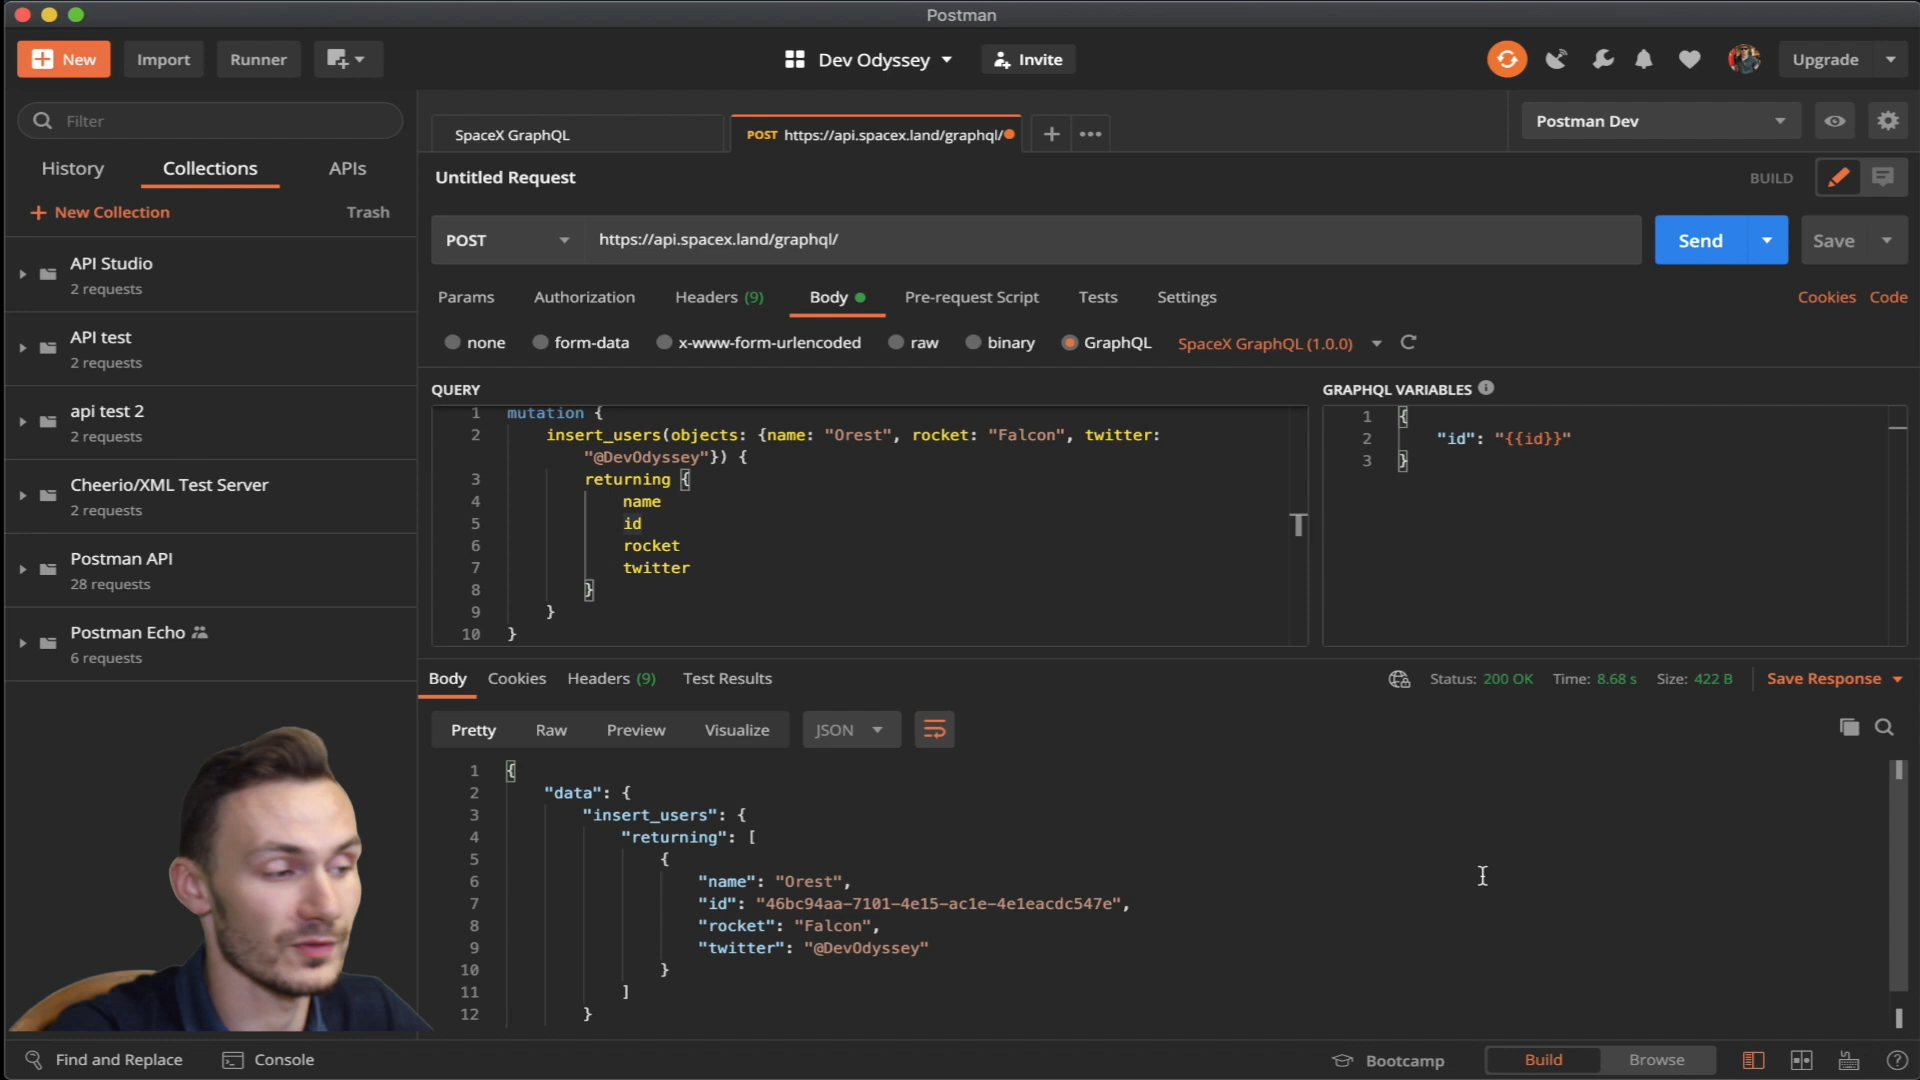 Postman
New
Import
Runner
Dev Odyssey
Invite
Upgrade
Filter
History
Collections
APIs
New Collection
Trash
API Studio
2 requests
API test
2 requests
api test 2
2 requests
Cheerio/XML Test Server
2 requests
Postman API
28 requests
Postman Echo
6 requests
SpaceX GraphQL
POST https://api.spacex.land/graphql/
Postman Dev
Untitled Request
BUILD
POST
https://api.spacex.land/graphql/
Send
Save
Params
Authorization
Headers (9)
Body
Pre-request Script
Tests
Settings
Cookies
Code
none
form-data
x-www-form-urlencoded
raw
binary
GraphQL
SpaceX GraphQL (1.0.0)
QUERY
1 mutation {
2 insert_users(objects: {name: "Orest", rocket: "Falcon", twitter:
"@DevOdyssey"}) {
3 returning {
4 name
5 id
6 rocket
7 twitter
8 }
9 }
10 }
GRAPHQL VARIABLES
1 {
2 "id": "{{id}}"
3 }
Body
Cookies
Headers (9)
Test Results
Status: 200 OK
Time: 8.68 s
Size: 422 B
Save Response
Pretty
Raw
Preview
Visualize
JSON
1 {
2 "data": {
3 "insert_users": {
4 "returning": [
5 {
6 "name": "Orest",
7 "id": "46bc94aa-7101-4e15-ac1e-4e1eacdc547e",
8 "rocket": "Falcon",
9 "twitter": "@DevOdyssey"
10 }
11 ]
12 }
Find and Replace
Console
Bootcamp
Build
Browse